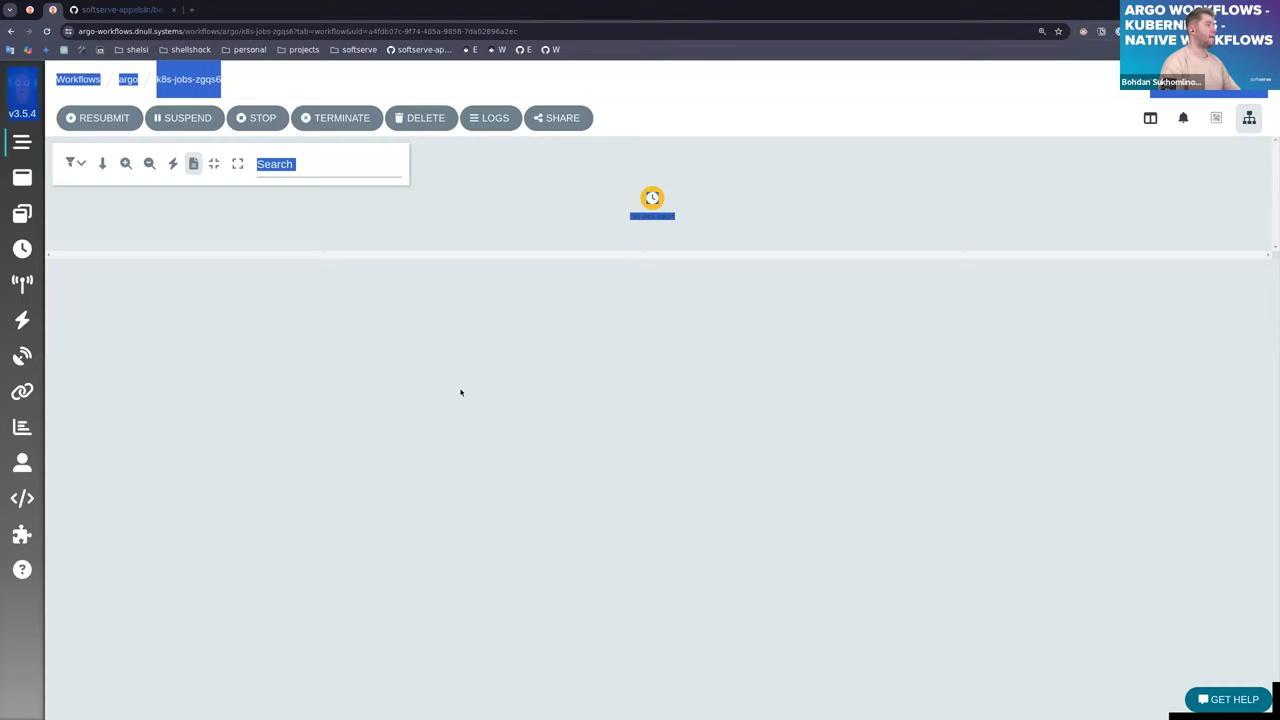 softserve-appelsin/be
argo-workflows.dnull.systems/workflows/argo/k8s-jobs-zgqs6?tab=workflow&uid=a4fdb07c-9f74-485a-9858-7da02896a2ec
shelsi shellshock personal projects softserve softserve-ap... E W E W
ARGO WORKFLOWS -
KUBERNETES -
NATIVE WORKFLOWS
Bohdan Sukhomlino...
softserve
Workflows argo k8s-jobs-zgqs6
v3.5.4
RESUBMIT SUSPEND STOP TERMINATE DELETE LOGS SHARE
Search
GET HELP